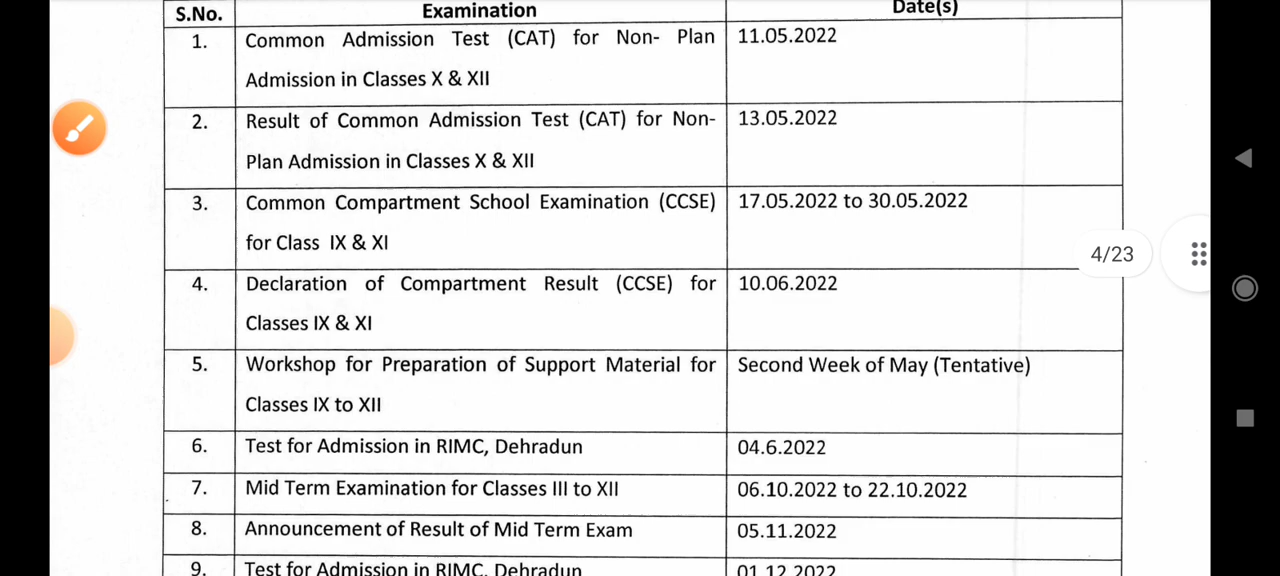 S.No. Examination Date(s)
1. Common Admission Test (CAT) for Non- Plan 11.05.2022
Admission in Classes X & XII
2. Result of Common Admission Test (CAT) for Non- 13.05.2022
Plan Admission in Classes X & XII
3. Common Compartment School Examination (CCSE) 17.05.2022 to 30.05.2022
for Class IX & XI
4/23
4. Declaration of Compartment Result (CCSE) for 10.06.2022
Classes IX & XI
5. Workshop for Preparation of Support Material for Second Week of May (Tentative)
Classes IX to XII
6. Test for Admission in RIMC, Dehradun 04.6.2022
7. Mid Term Examination for Classes III to XII 06.10.2022 to 22.10.2022
8. Announcement of Result of Mid Term Exam 05.11.2022
9. Test for Admission in RIMC, Dehradun 01.12.2022